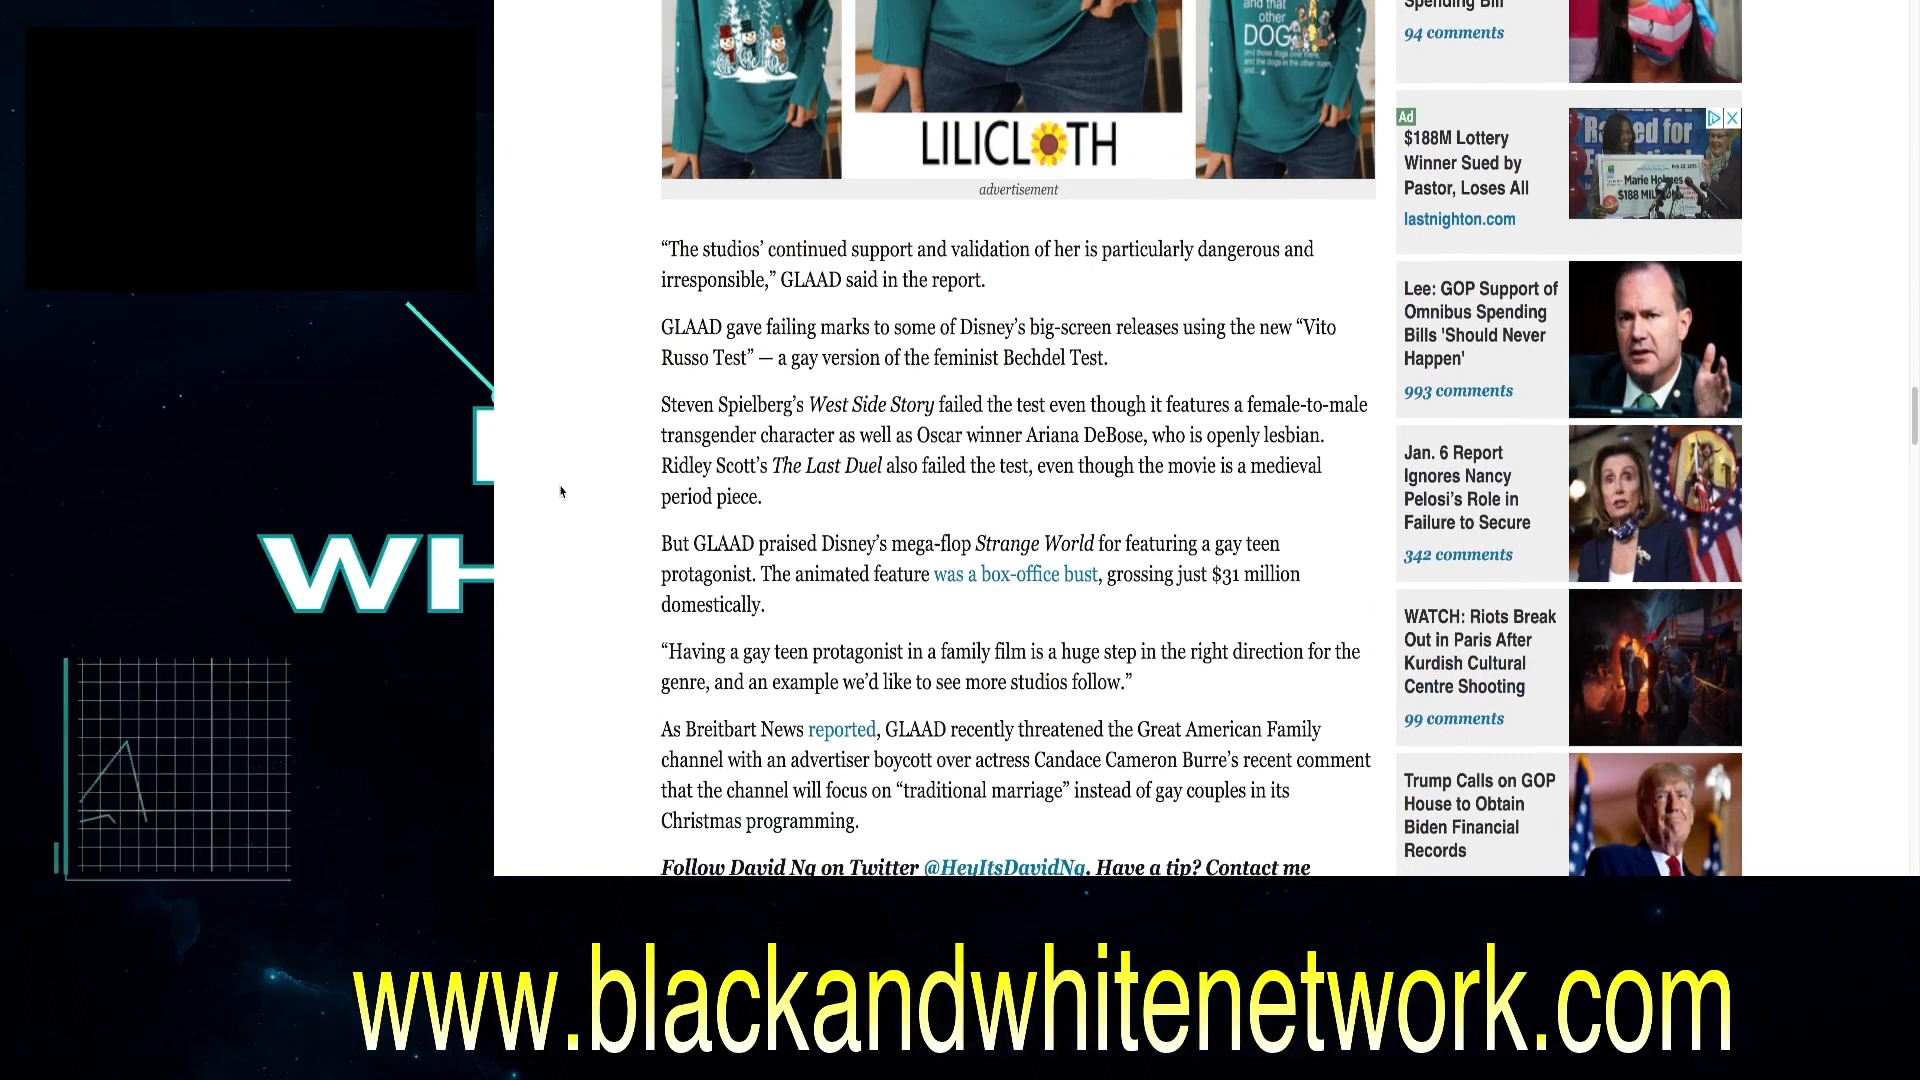 and that
other
DOG
LILICLOTH
advertisement
“The studios’ continued support and validation of her is particularly dangerous and
irresponsible,” GLAAD said in the report.
GLAAD gave failing marks to some of Disney’s big-screen releases using the new “Vito
Russo Test” — a gay version of the feminist Bechdel Test.
Steven Spielberg’s West Side Story failed the test even though it features a female-to-male
transgender character as well as Oscar winner Ariana DeBose, who is openly lesbian.
Ridley Scott’s The Last Duel also failed the test, even though the movie is a medieval
period piece.
But GLAAD praised Disney’s mega-flop Strange World for featuring a gay teen
protagonist. The animated feature was a box-office bust, grossing just $31 million
domestically.
“Having a gay teen protagonist in a family film is a huge step in the right direction for the
genre, and an example we’d like to see more studios follow.”
As Breitbart News reported, GLAAD recently threatened the Great American Family
channel with an advertiser boycott over actress Candace Cameron Burre’s recent comment
that the channel will focus on “traditional marriage” instead of gay couples in its
Christmas programming.
Follow David Ng on Twitter @HeyItsDavidNg. Have a tip? Contact me
Spending Bill
94 comments
Ad
$188M Lottery
Winner Sued by
Pastor, Loses All
lastnighton.com
Marie Holmes
Lee: GOP Support of
Omnibus Spending
Bills 'Should Never
Happen'
993 comments
Jan. 6 Report
Ignores Nancy
Pelosi’s Role in
Failure to Secure
342 comments
WATCH: Riots Break
Out in Paris After
Kurdish Cultural
Centre Shooting
99 comments
Trump Calls on GOP
House to Obtain
Biden Financial
Records
WH
www.blackandwhitenetwork.com